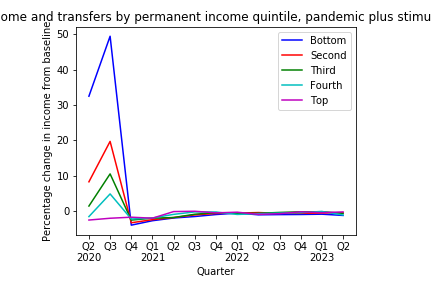 ome and transfers by permanent income quintile, pandemic plus stimu
Percentage change in income from baseline
50
40
30
20
10
0
Bottom
Second
Third
Fourth
Top
Q2 Q3 Q4 Q1 Q2 Q3 Q4 Q1 Q2 Q3 Q4 Q1 Q2
2020 2021 2022 2023
Quarter